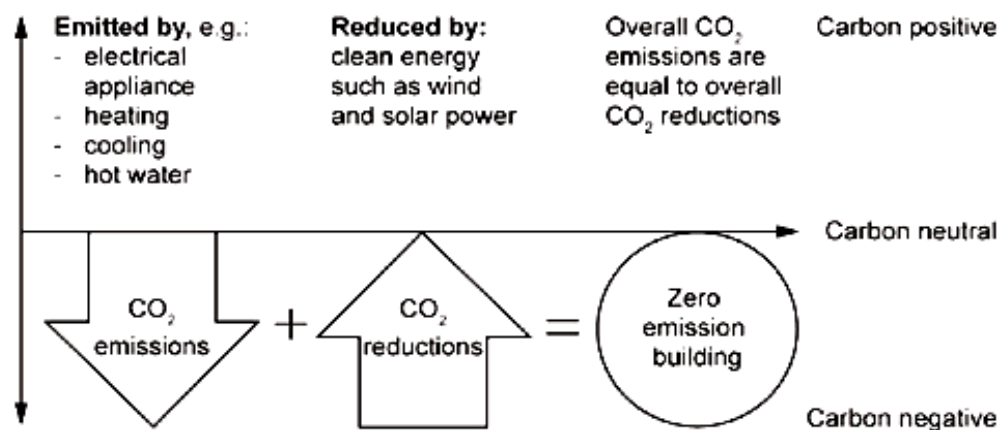 Emitted by, e.g.:
- electrical
appliance
- heating
- cooling
- hot water
Reduced by:
clean energy
such as wind
and solar power
Overall CO₂
emissions are
equal to overall
CO₂ reductions
Carbon positive
Carbon neutral
CO₂
emissions
+
CO₂
reductions
=
Zero
emission
building
Carbon negative